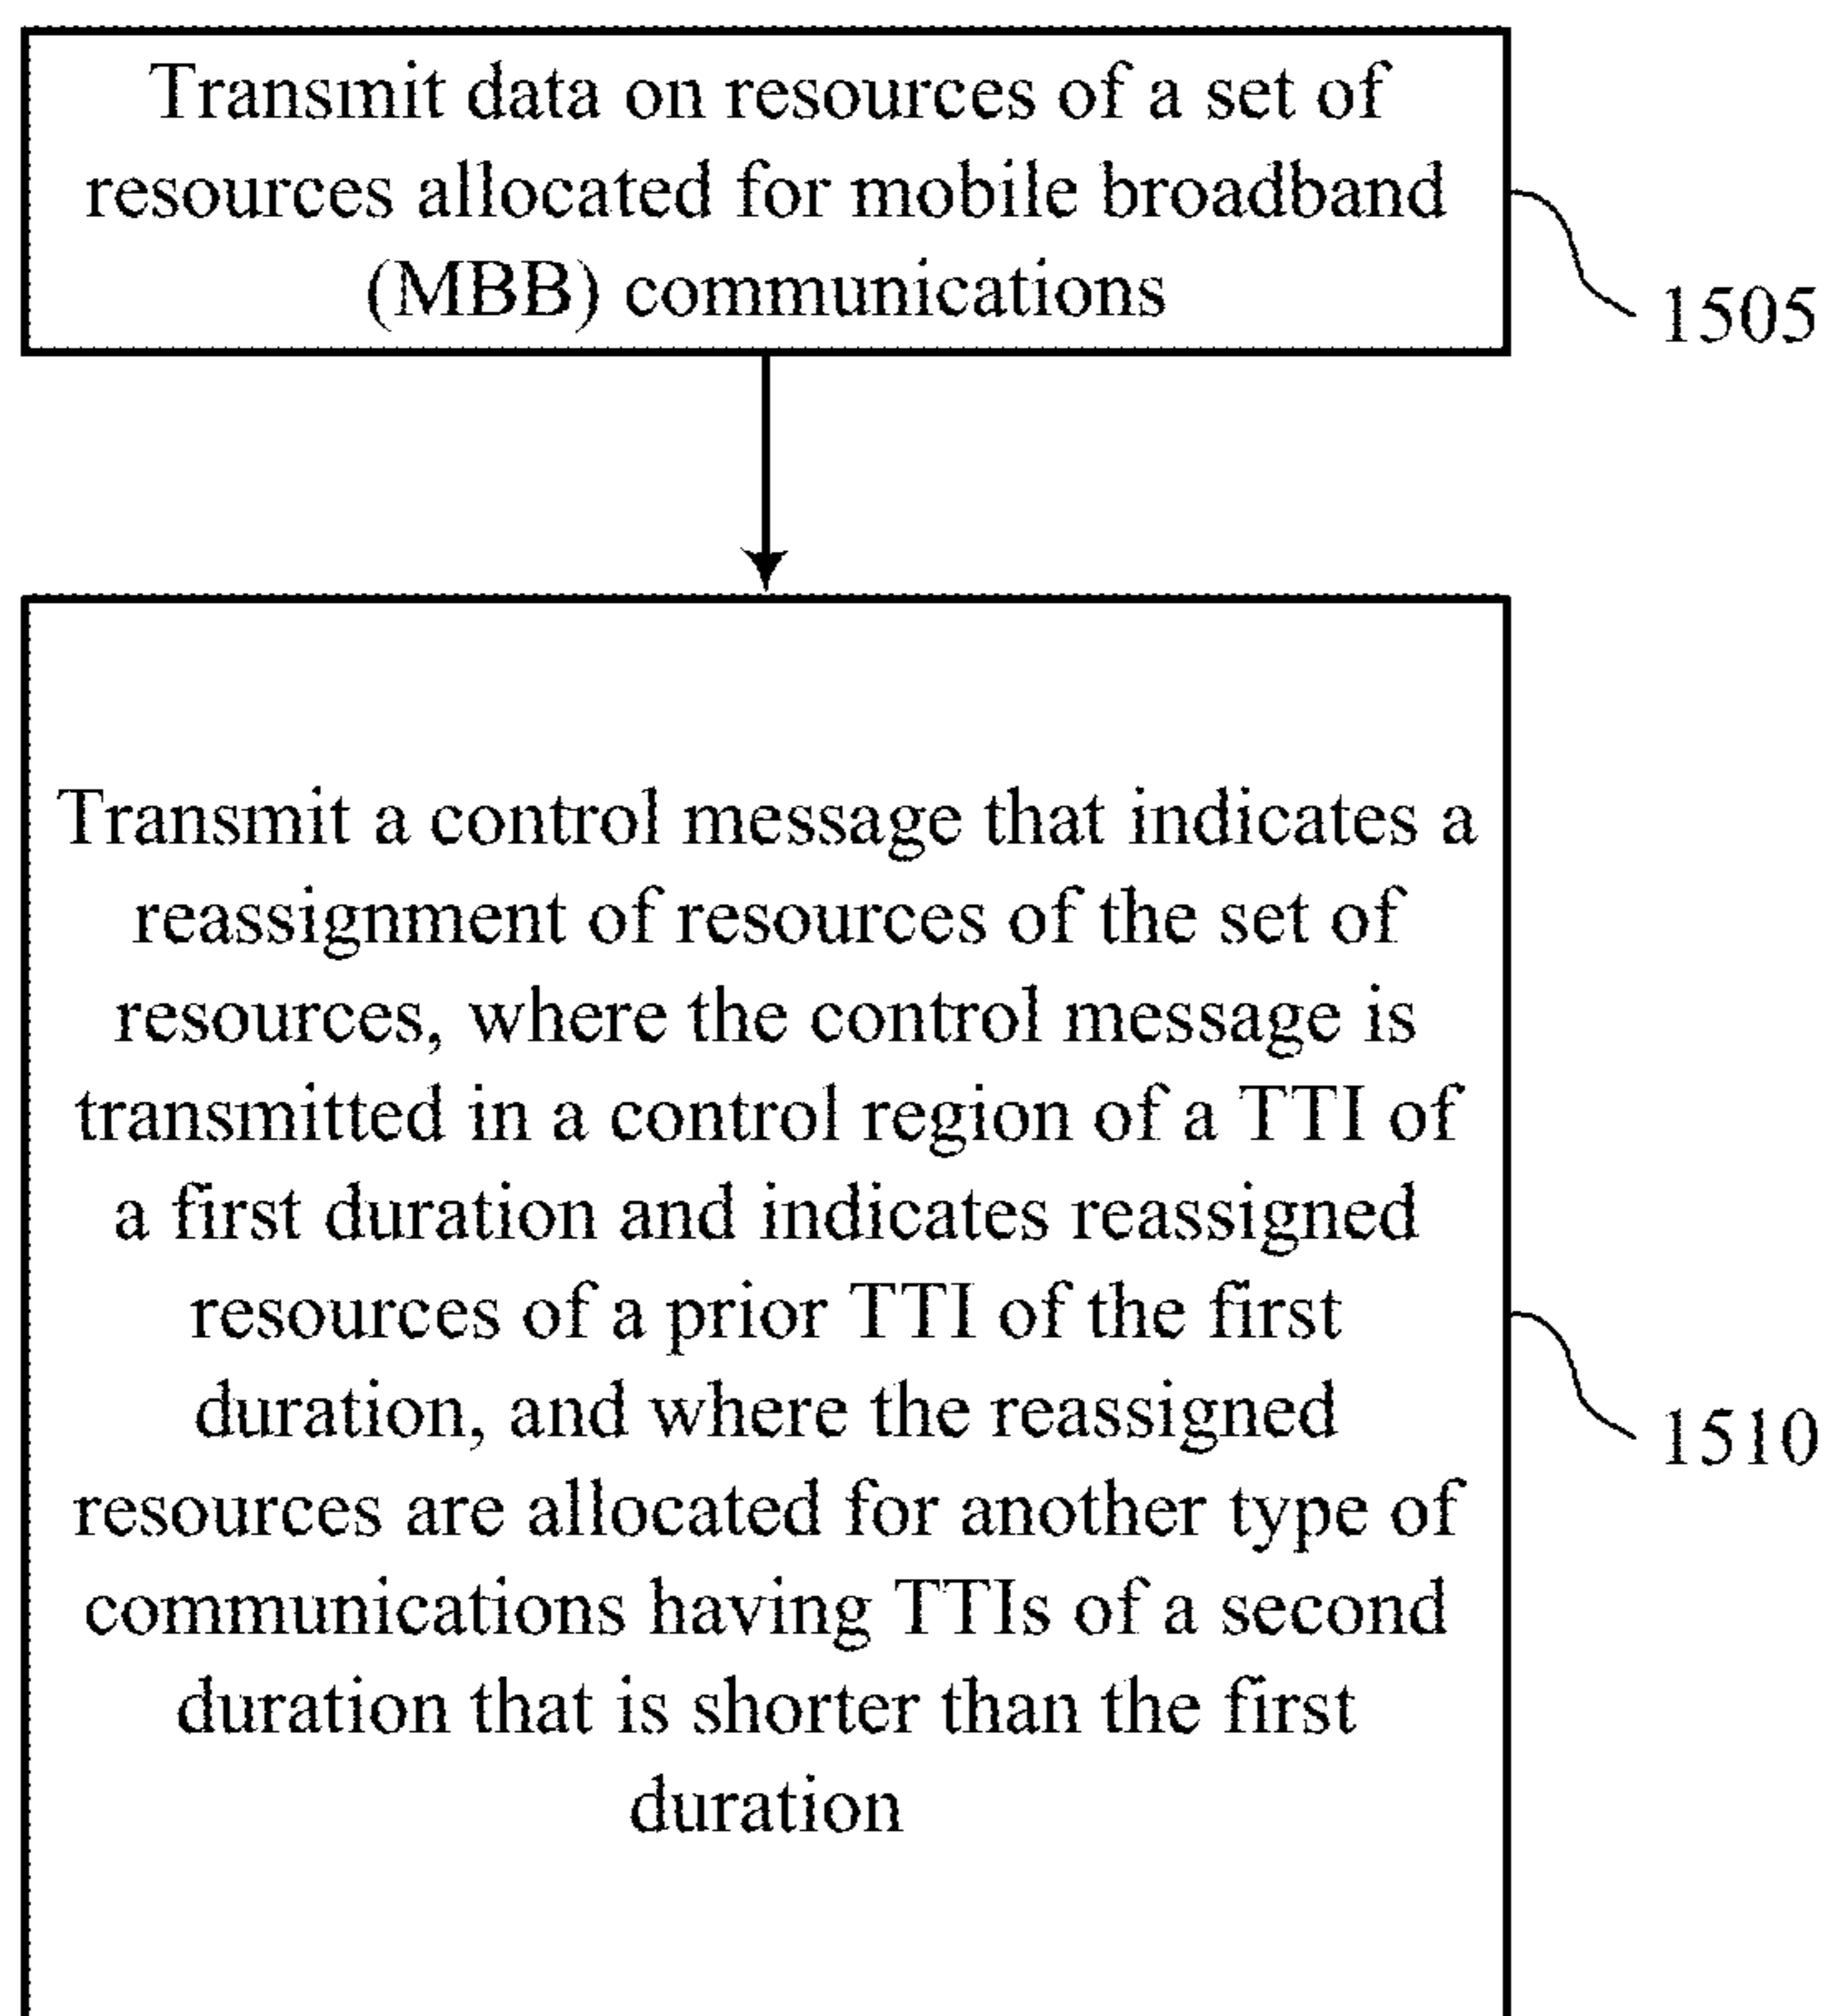 Transmit data on resources of a set of
resources allocated for mobile broadband
(MBB) communications
1505
Transmit a control message that indicates a
reassignment of resources of the set of
resources, where the control message is
transmitted in a control region of a TTI of
a first duration and indicates reassigned
resources of a prior TTI of the first
duration, and where the reassigned
resources are allocated for another type of
communications having TTIs of a second
duration that is shorter than the first
duration
1510